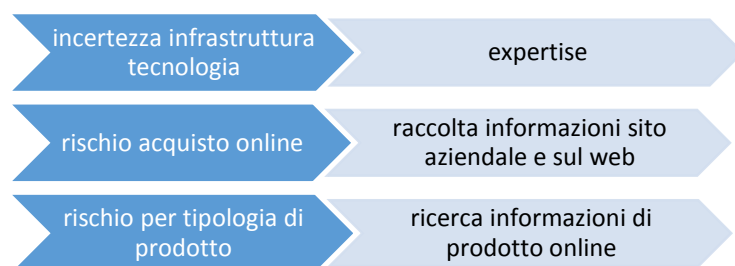 incertezza infrastruttura
tecnologia
expertise
rischio acquisto online
raccolta informazioni sito
aziendale e sul web
rischio per tipologia di
prodotto
ricerca informazioni di
prodotto online